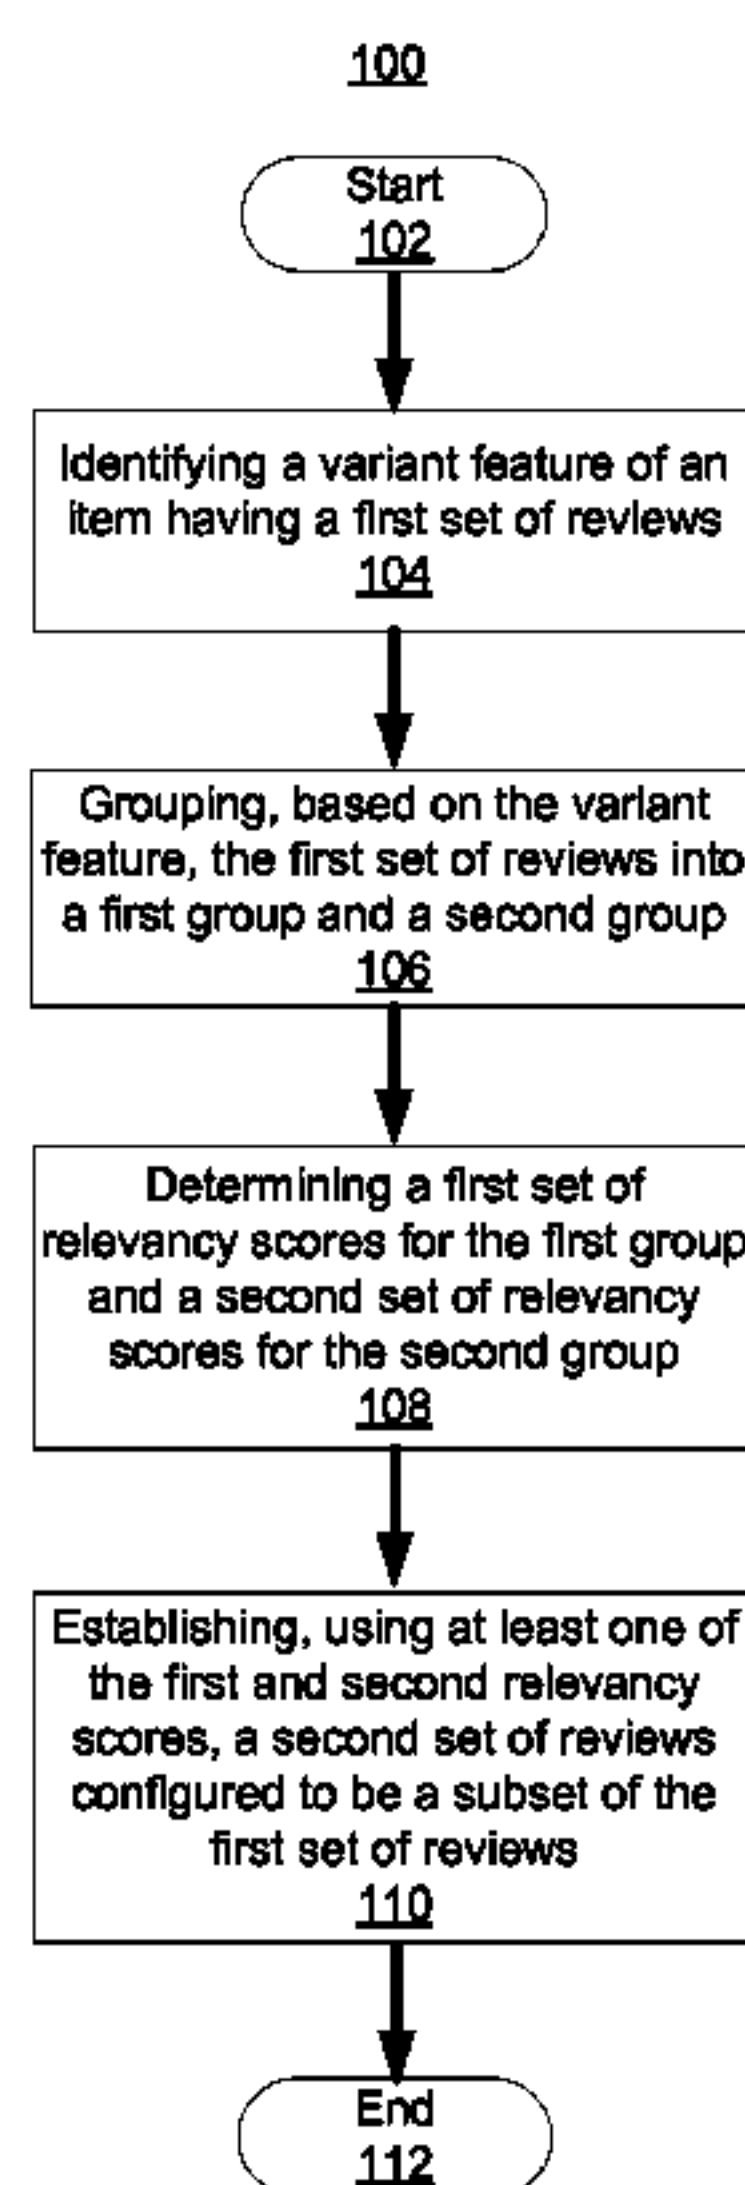 100
Start
102
Identifying a variant feature of an
item having a first set of reviews
104
Grouping, based on the variant
feature, the first set of reviews into
a first group and a second group
106
Determining a first set of
relevancy scores for the first group
and a second set of relevancy
scores for the second group
108
Establishing, using at least one of
the first and second relevancy
scores, a second set of reviews
configured to be a subset of the
first set of reviews
110
End
112